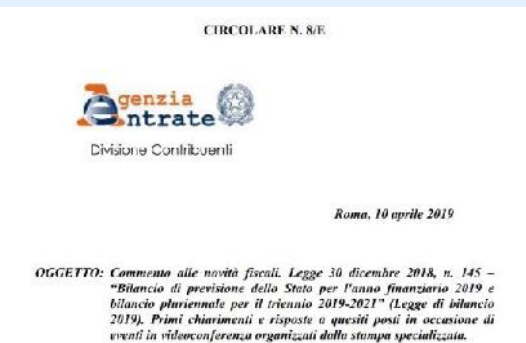 CIRCOLARE N. 8/E
Agenzia
Entrate
Divisione Contribuenti
Roma, 10 aprile 2019
OGGETTO: Commento alle novità fiscali. Legge 30 dicembre 2018, n. 145 –
“Bilancio di previsione dello Stato per l'anno finanziario 2019 e
bilancio pluriennale per il triennio 2019-2021” (Legge di bilancio
2019). Primi chiarimenti e risposte a quesiti posti in occasione di
eventi in videoconferenza organizzati dalla stampa specializzata.